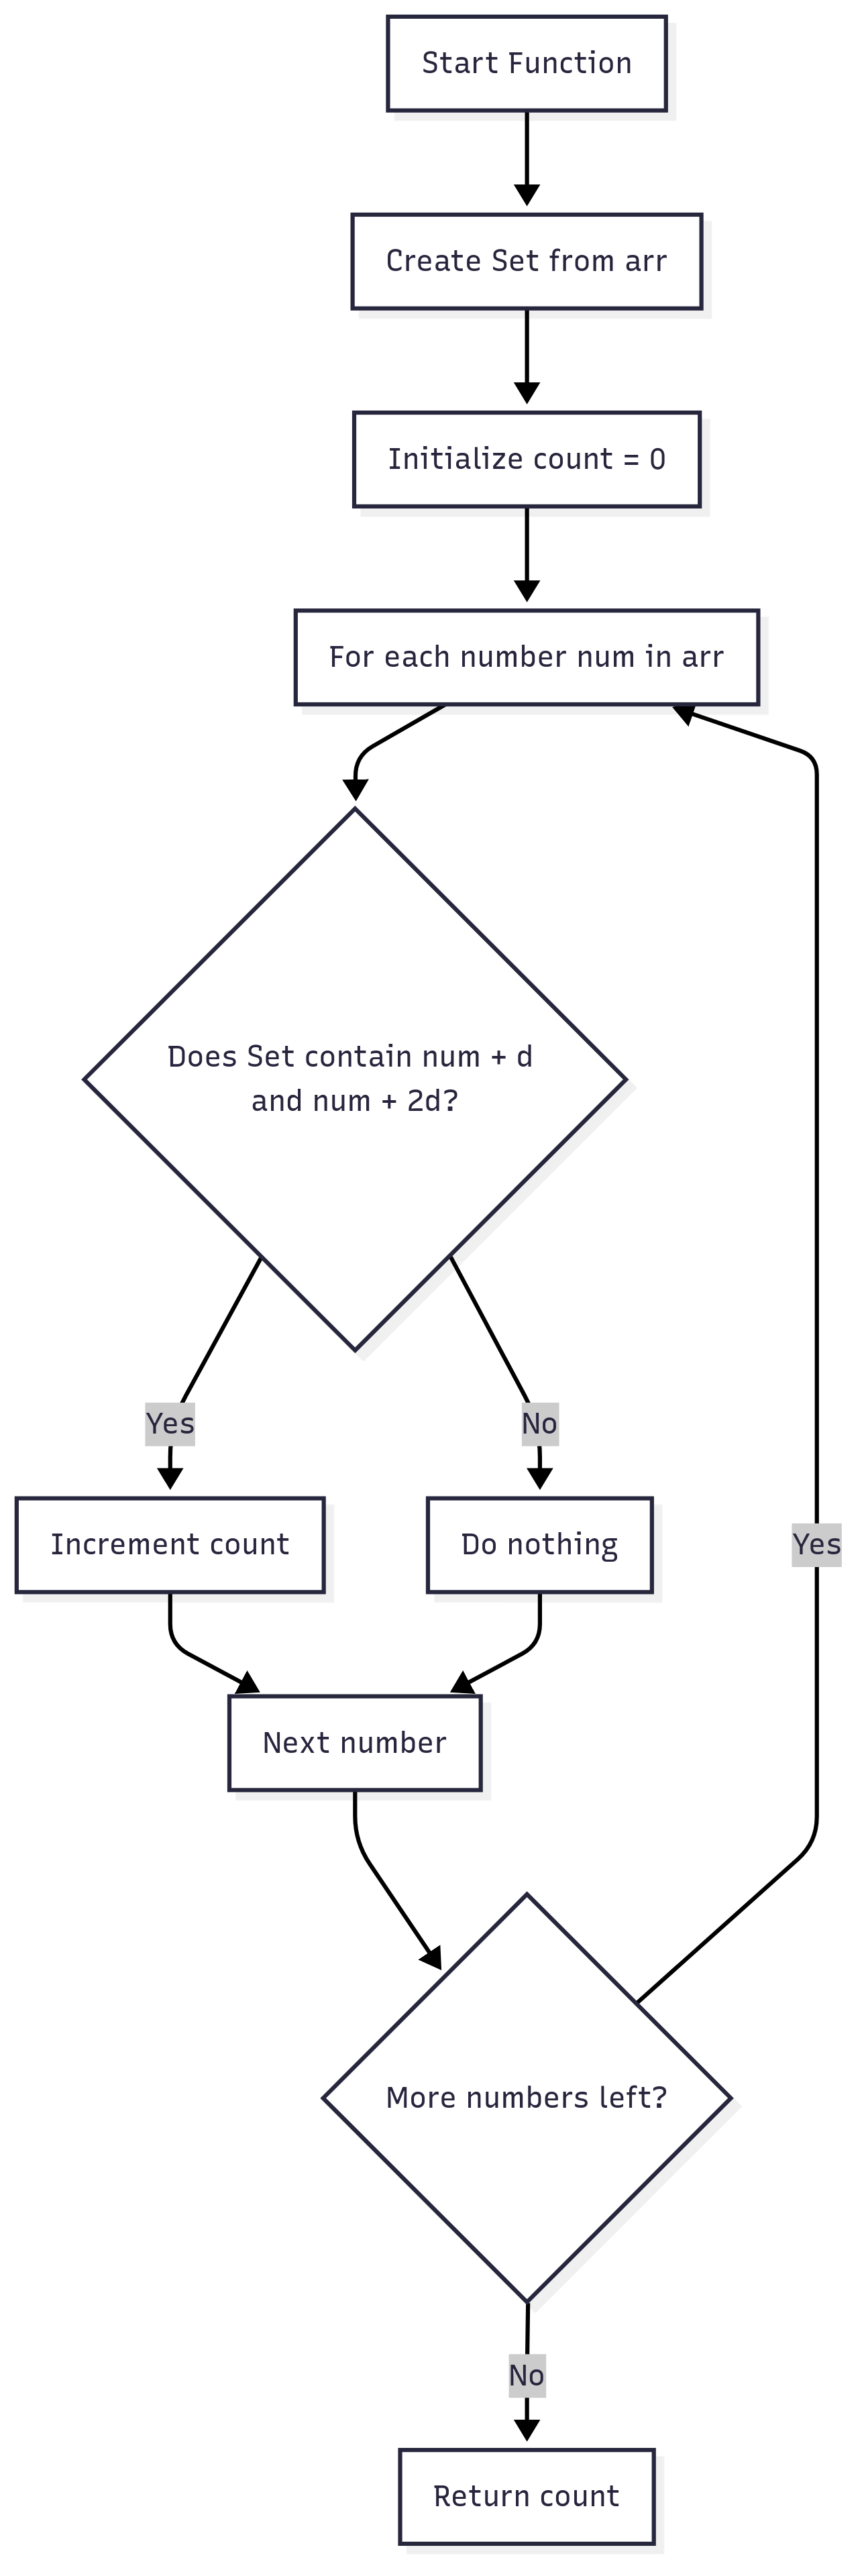 Start Function
Create Set from arr
Initialize count = 0
For each number num in arr
Does Set contain num + d
and num + 2d?
Yes
No
Increment count
Do nothing
Yes
Next number
More numbers left?
No
Return count